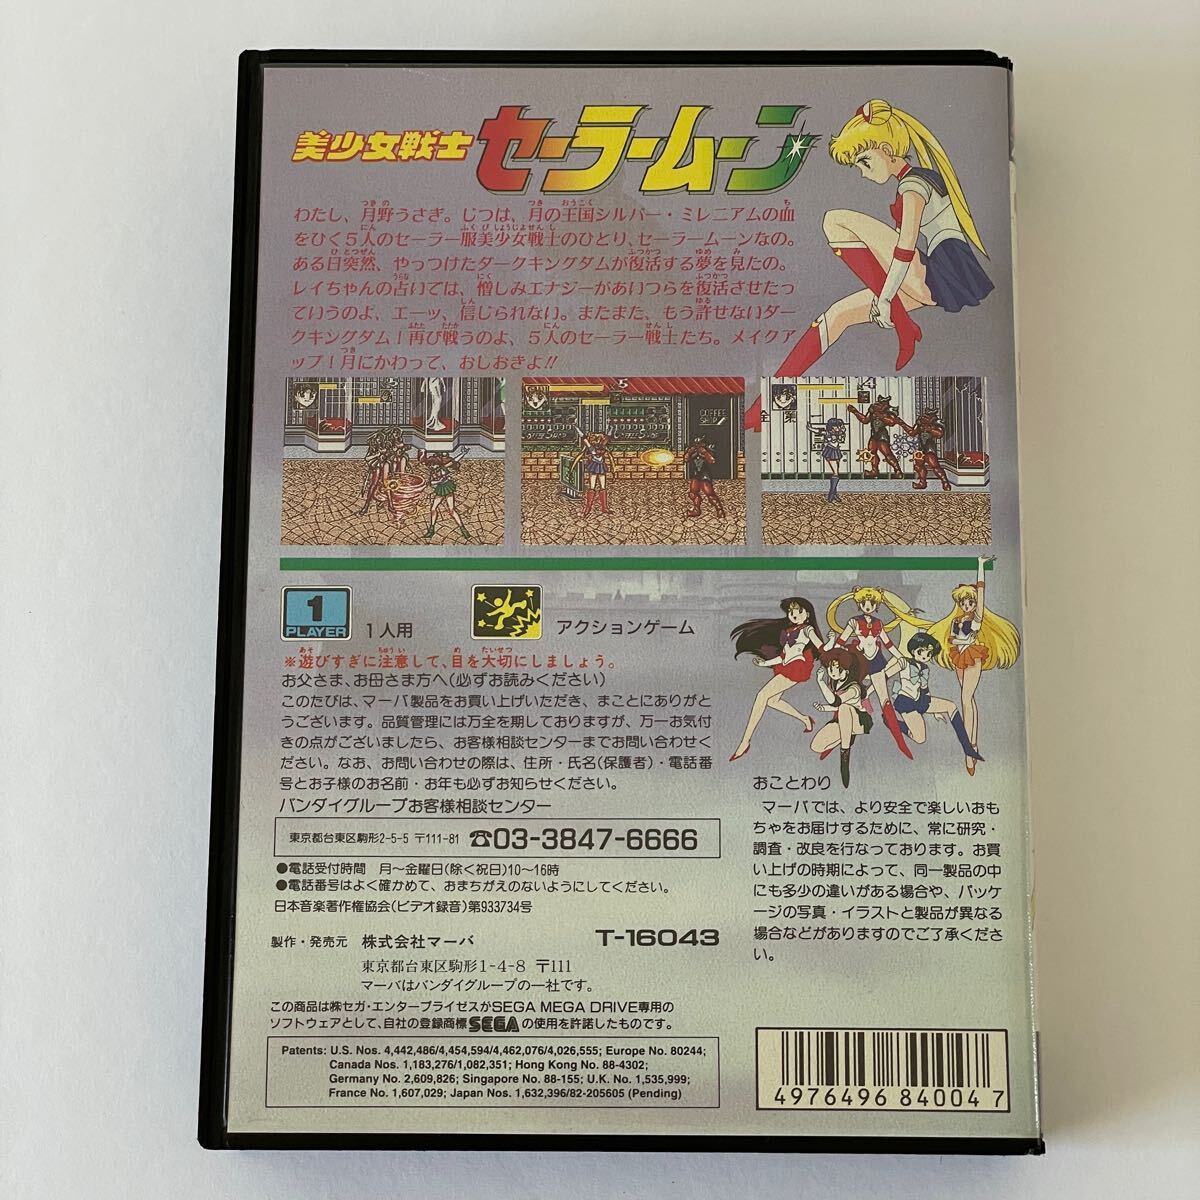 美少女戦士 セーラームーン
わたし、月野うさぎ。じつは、月の王国シルバー・ミレニアムの血
をひく5人のセーラー服美少女戦士のひとり、セーラームーンなの。
ある日突然、やっつけたダークキングダムが復活する夢を見たの。
レイちゃんの占いでは、憎しみエナジーがあいつらを復活させたっ
ていうのよ、エーッ、信じられない。またまた、もう許せないダー
クキングダム！再び戦うのよ、5人のセーラー戦士たち。メイクア
ップ！月にかわって、おしおきよ!!
COFFEE
SHOP
1
PLAYER
1人用
アクションゲーム
※遊びすぎに注意して、目を大切にしましょう。
お父さま、お母さま方へ(必ずお読みください)
このたびは、マーバ製品をお買い上げいただき、まことにありがと
うございます。品質管理には万全を期しておりますが、万一お気付
きの点がございましたら、お客様相談センターまでお問い合わせくだ
さい。なお、お問い合わせの際は、住所・氏名(保護者)・電話番
号とお子様のお名前・お年も必ずお知らせください。
バンダイグループお客様相談センター
東京都台東区駒形2-5-5 〒111-81 ☎03-3847-6666
●電話受付時間 月〜金曜日(除く祝日)10〜16時
●電話番号はよく確かめて、おまちがえのないようにしてください。
日本音楽著作権協会(ビデオ録音)第933734号
製作・発売元 株式会社マーバ T-16043
東京都台東区駒形1-4-8 〒111
マーバはバンダイグループの一社です。
この商品は㈱セガ・エンタープライゼスがSEGA MEGA DRIVE専用の
ソフトウェアとして、自社の登録商標 SEGA の使用を許諾したものです。
Patents: U.S. Nos. 4,442,486/4,454,594/4,462,076/4,026,555; Europe No. 80244;
Canada Nos. 1,183,276/1,082,351; Hong Kong No. 88-4302;
Germany No. 2,609,826; Singapore No. 88-155; U.K. No. 1,535,999;
France No. 1,607,029; Japan Nos. 1,632,396/82-205605 (Pending)
おことわり
マーバでは、より安全で楽しいおも
ちゃをお届けするために、常に研究・
調査・改良を行なっております。お買
い上げの時期によって、同一製品の中
にも多少の違いがある場合や、パッケ
ージの写真・イラストと製品が異なる
場合などがありますのでご了承くださ
い。
4976496 84004 7